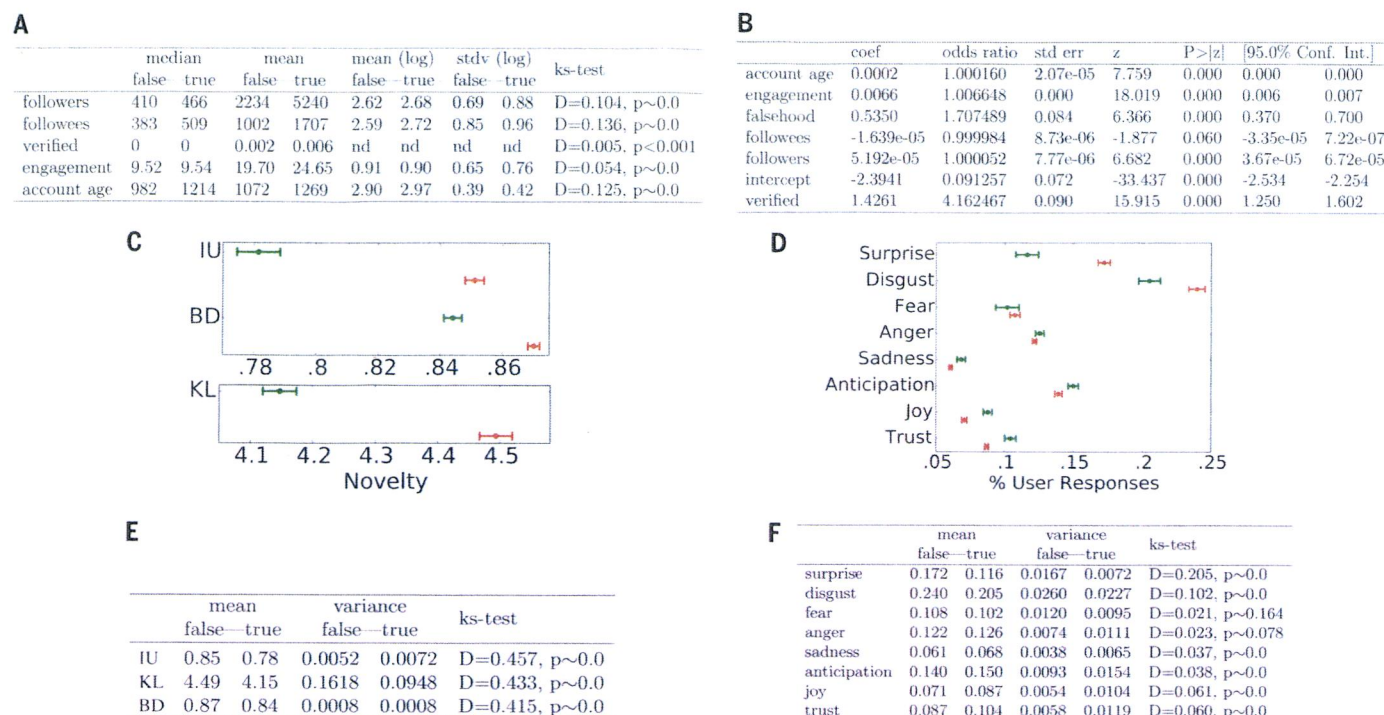 A
median mean mean (log) stdv (log) ks-test
false—true false—true false—true false—true
followers 410 466 2234 5240 2.62 2.68 0.69 0.88 D=0.104, p~0.0
followees 383 509 1002 1707 2.59 2.72 0.85 0.96 D=0.136, p~0.0
verified 0 0 0.002 0.006 nd nd nd nd D=0.005, p<0.001
engagement 9.52 9.54 19.70 24.65 0.91 0.90 0.65 0.76 D=0.054, p~0.0
account age 982 1214 1072 1269 2.90 2.97 0.39 0.42 D=0.125, p~0.0
B
coef odds ratio std err z P>|z| [95.0% Conf. Int.]
account age 0.0002 1.000160 2.07e-05 7.759 0.000 0.000 0.000
engagement 0.0066 1.006648 0.000 18.019 0.000 0.006 0.007
falsehood 0.5350 1.707489 0.084 6.366 0.000 0.370 0.700
followees -1.639e-05 0.999984 8.73e-06 -1.877 0.060 -3.35e-05 7.22e-07
followers 5.192e-05 1.000052 7.77e-06 6.682 0.000 3.67e-05 6.72e-05
intercept -2.3941 0.091257 0.072 -33.437 0.000 -2.534 -2.254
verified 1.4261 4.162467 0.090 15.915 0.000 1.250 1.602
C
IU
BD
.78 .8 .82 .84 .86
KL
4.1 4.2 4.3 4.4 4.5
Novelty
D
Surprise
Disgust
Fear
Anger
Sadness
Anticipation
Joy
Trust
.05 .1 .15 .2 .25
% User Responses
E
mean variance ks-test
false—true false—true
IU 0.85 0.78 0.0052 0.0072 D=0.457, p~0.0
KL 4.49 4.15 0.1618 0.0948 D=0.433, p~0.0
BD 0.87 0.84 0.0008 0.0008 D=0.415, p~0.0
F
mean variance ks-test
false—true false—true
surprise 0.172 0.116 0.0167 0.0072 D=0.205, p~0.0
disgust 0.240 0.205 0.0260 0.0227 D=0.102, p~0.0
fear 0.108 0.102 0.0120 0.0095 D=0.021, p~0.164
anger 0.122 0.126 0.0074 0.0111 D=0.023, p~0.078
sadness 0.061 0.068 0.0038 0.0065 D=0.037, p~0.0
anticipation 0.140 0.150 0.0093 0.0154 D=0.038, p~0.0
joy 0.071 0.087 0.0054 0.0104 D=0.061, p~0.0
trust 0.087 0.104 0.0058 0.0119 D=0.060, p~0.0